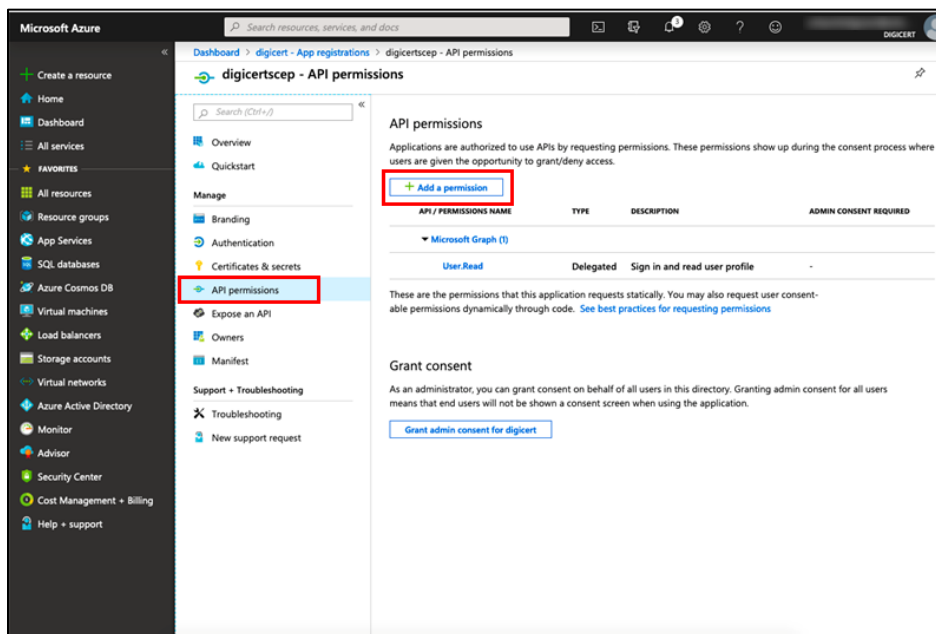 Microsoft Azure
Search resources, services, and docs
3
DIGICERT
Dashboard > digicert - App registrations > digicertscep - API permissions
digicertscep - API permissions
Create a resource
Home
Dashboard
All services
FAVORITES
All resources
Resource groups
App Services
SQL databases
Azure Cosmos DB
Virtual machines
Load balancers
Storage accounts
Virtual networks
Azure Active Directory
Monitor
Advisor
Security Center
Cost Management + Billing
Help + support
Search (Ctrl+/)
Overview
Quickstart
Manage
Branding
Authentication
Certificates & secrets
API permissions
Expose an API
Owners
Manifest
Support + Troubleshooting
Troubleshooting
New support request
API permissions
Applications are authorized to use APIs by requesting permissions. These permissions show up during the consent process where
users are given the opportunity to grant/deny access.
+ Add a permission
API / PERMISSIONS NAME TYPE DESCRIPTION ADMIN CONSENT REQUIRED
Microsoft Graph (1)
User.Read Delegated Sign in and read user profile -
These are the permissions that this application requests statically. You may also request user consent-
able permissions dynamically through code. See best practices for requesting permissions
Grant consent
As an administrator, you can grant consent on behalf of all users in this directory. Granting admin consent for all users
means that end users will not be shown a consent screen when using the application.
Grant admin consent for digicert